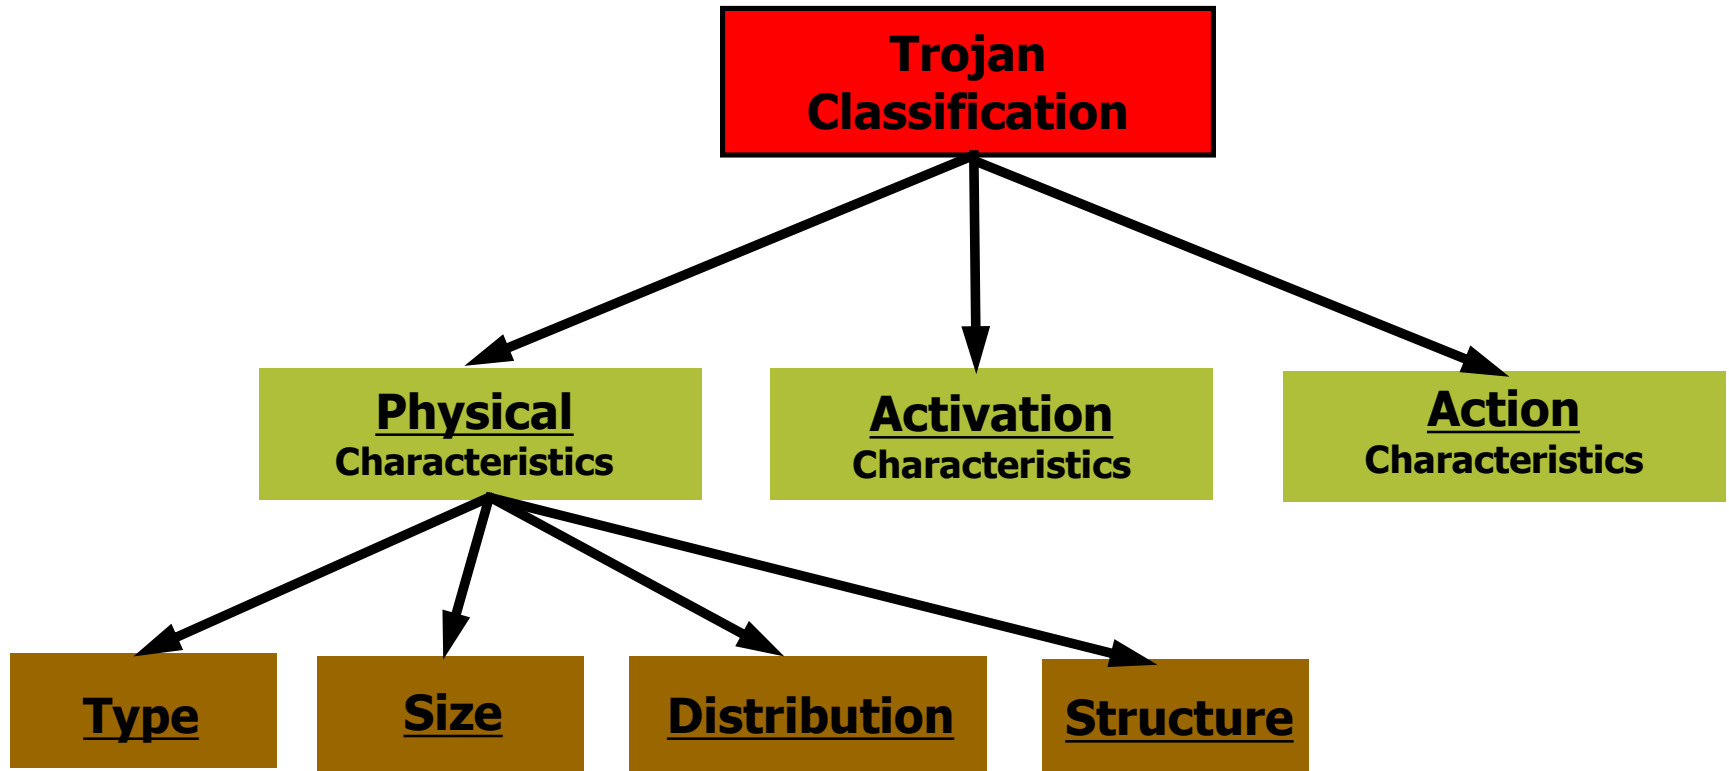 Trojan
Classification
Physical
Characteristics
Activation
Characteristics
Action
Characteristics
Type
Size
Distribution
Structure